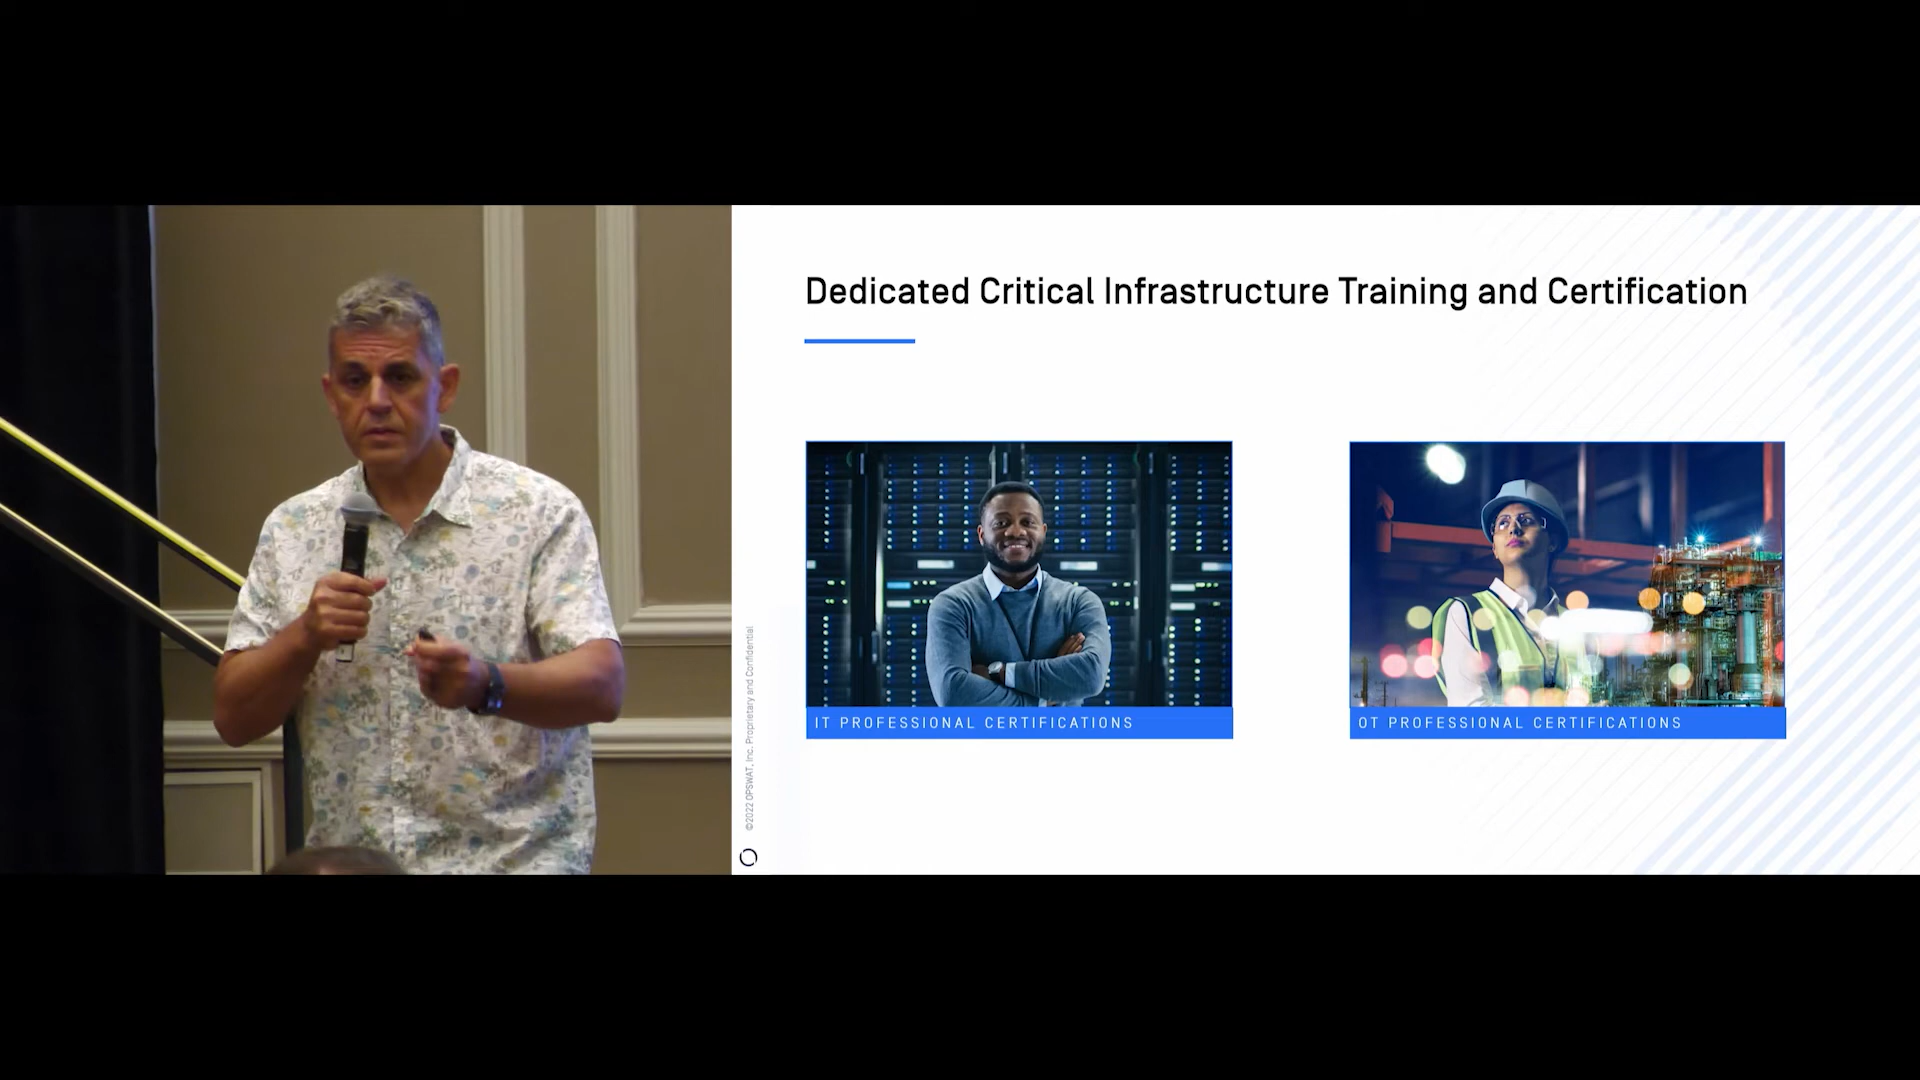 Dedicated Critical Infrastructure Training and Certification
IT PROFESSIONAL CERTIFICATIONS
OT PROFESSIONAL CERTIFICATIONS
©2022 OPSWAT, Inc. Proprietary and Confidential